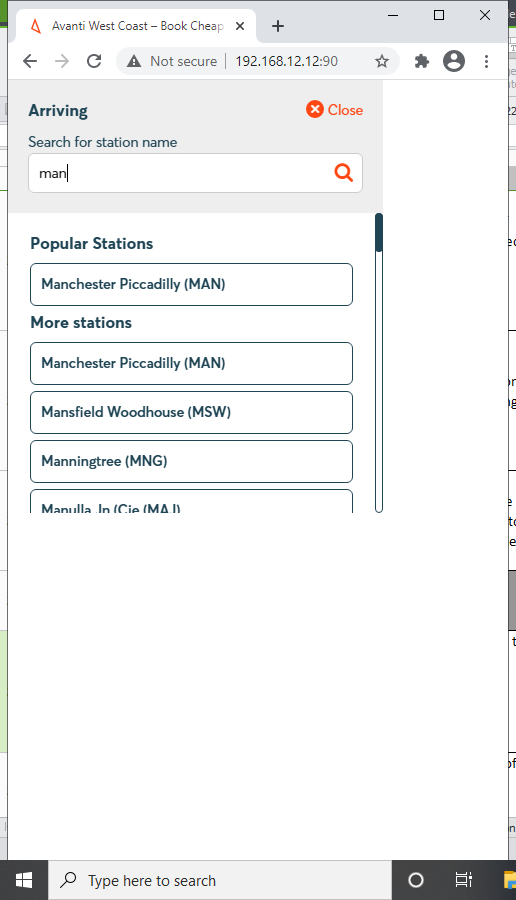 Avanti West Coast – Book Cheap
Not secure
192.168.12.12:90
Arriving
Close
Search for station name
man
Popular Stations
Manchester Piccadilly (MAN)
More stations
Manchester Piccadilly (MAN)
Mansfield Woodhouse (MSW)
Manningtree (MNG)
Manulla Jn (Cie (MAJ)
Type here to search